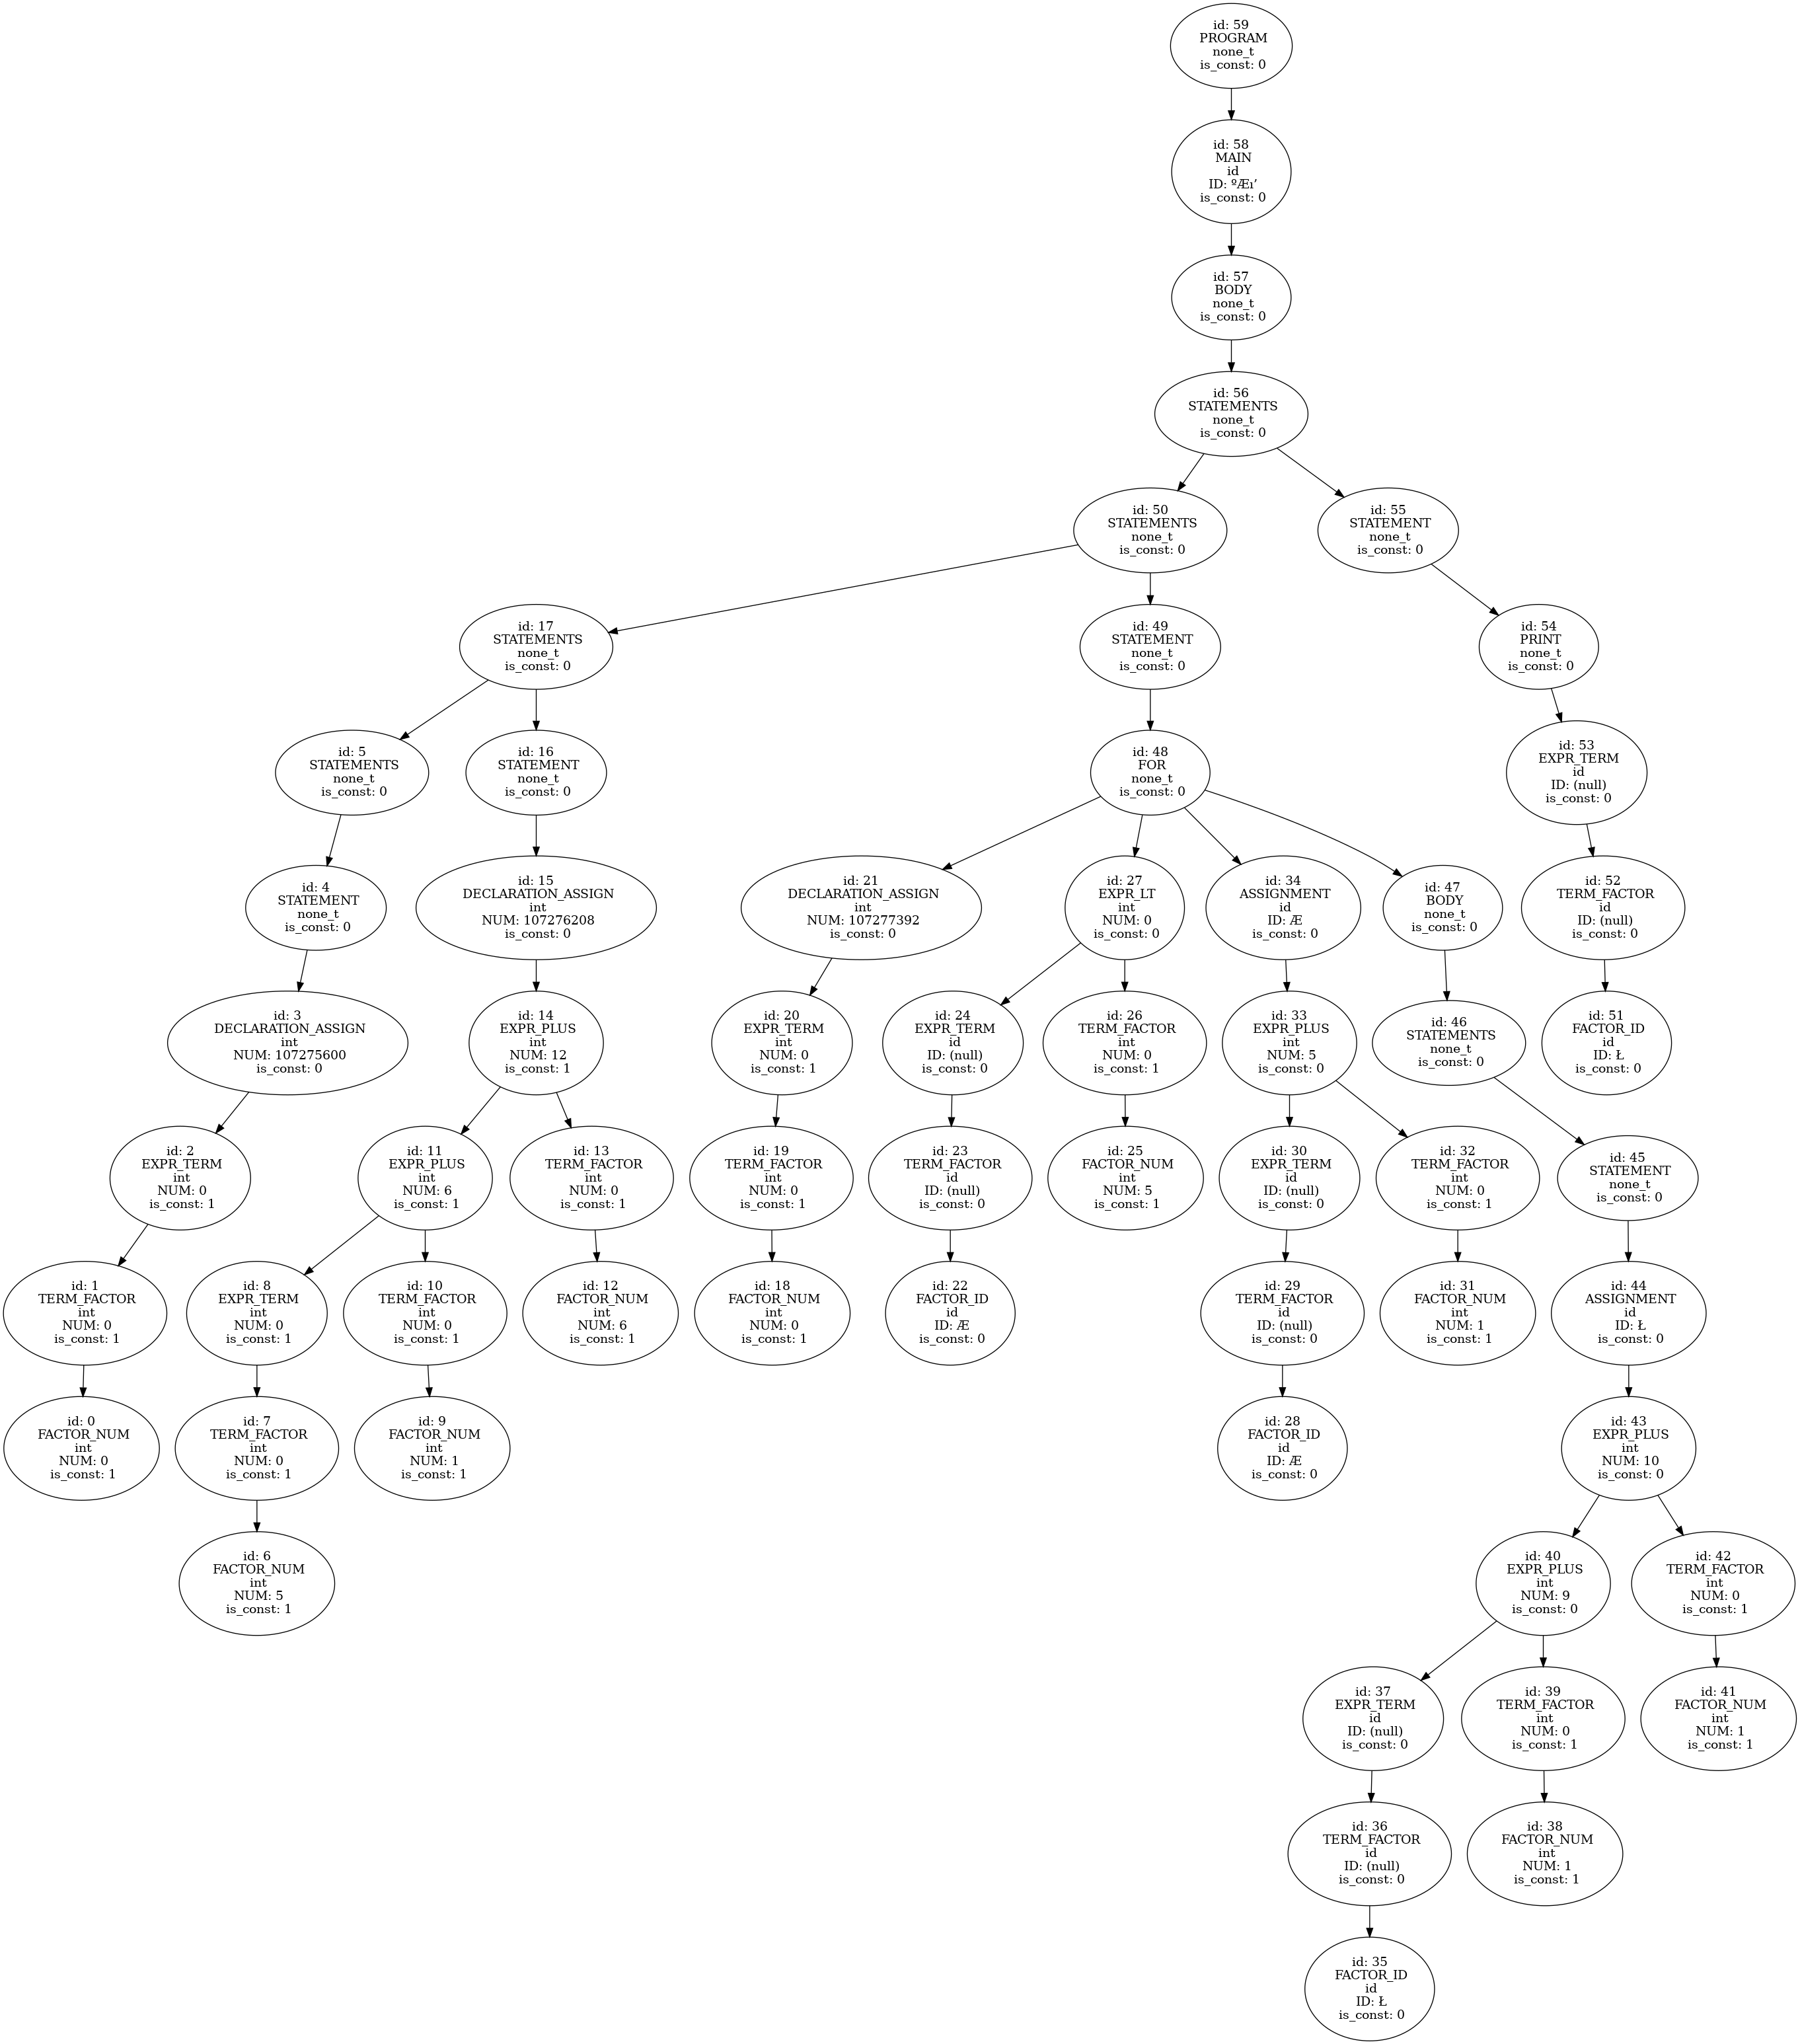 id: 59
PROGRAM
none_t
is_const: 0
id: 58
MAIN
id
ID: ºÆı’
is_const: 0
id: 57
BODY
none_t
is_const: 0
id: 56
STATEMENTS
none_t
is_const: 0
id: 50
STATEMENTS
none_t
is_const: 0
id: 55
STATEMENT
none_t
is_const: 0
id: 17
STATEMENTS
none_t
is_const: 0
id: 49
STATEMENT
none_t
is_const: 0
id: 54
PRINT
none_t
is_const: 0
id: 5
STATEMENTS
none_t
is_const: 0
id: 16
STATEMENT
none_t
is_const: 0
id: 48
FOR
none_t
is_const: 0
id: 53
EXPR_TERM
id
ID: (null)
is_const: 0
id: 4
STATEMENT
none_t
is_const: 0
id: 15
DECLARATION_ASSIGN
int
NUM: 107276208
is_const: 0
id: 21
DECLARATION_ASSIGN
int
NUM: 107277392
is_const: 0
id: 27
EXPR_LT
int
NUM: 0
is_const: 0
id: 34
ASSIGNMENT
id
ID: Æ
is_const: 0
id: 47
BODY
none_t
is_const: 0
id: 52
TERM_FACTOR
id
ID: (null)
is_const: 0
id: 3
DECLARATION_ASSIGN
int
NUM: 107275600
is_const: 0
id: 14
EXPR_PLUS
int
NUM: 12
is_const: 1
id: 20
EXPR_TERM
int
NUM: 0
is_const: 1
id: 24
EXPR_TERM
id
ID: (null)
is_const: 0
id: 26
TERM_FACTOR
int
NUM: 0
is_const: 1
id: 33
EXPR_PLUS
int
NUM: 5
is_const: 0
id: 46
STATEMENTS
none_t
is_const: 0
id: 51
FACTOR_ID
id
ID: Ł
is_const: 0
id: 2
EXPR_TERM
int
NUM: 0
is_const: 1
id: 11
EXPR_PLUS
int
NUM: 6
is_const: 1
id: 13
TERM_FACTOR
int
NUM: 0
is_const: 1
id: 19
TERM_FACTOR
int
NUM: 0
is_const: 1
id: 23
TERM_FACTOR
id
ID: (null)
is_const: 0
id: 25
FACTOR_NUM
int
NUM: 5
is_const: 1
id: 30
EXPR_TERM
id
ID: (null)
is_const: 0
id: 32
TERM_FACTOR
int
NUM: 0
is_const: 1
id: 45
STATEMENT
none_t
is_const: 0
id: 1
TERM_FACTOR
int
NUM: 0
is_const: 1
id: 8
EXPR_TERM
int
NUM: 0
is_const: 1
id: 10
TERM_FACTOR
int
NUM: 0
is_const: 1
id: 12
FACTOR_NUM
int
NUM: 6
is_const: 1
id: 18
FACTOR_NUM
int
NUM: 0
is_const: 1
id: 22
FACTOR_ID
id
ID: Æ
is_const: 0
id: 29
TERM_FACTOR
id
ID: (null)
is_const: 0
id: 31
FACTOR_NUM
int
NUM: 1
is_const: 1
id: 44
ASSIGNMENT
id
ID: Ł
is_const: 0
id: 0
FACTOR_NUM
int
NUM: 0
is_const: 1
id: 7
TERM_FACTOR
int
NUM: 0
is_const: 1
id: 9
FACTOR_NUM
int
NUM: 1
is_const: 1
id: 28
FACTOR_ID
id
ID: Æ
is_const: 0
id: 43
EXPR_PLUS
int
NUM: 10
is_const: 0
id: 6
FACTOR_NUM
int
NUM: 5
is_const: 1
id: 40
EXPR_PLUS
int
NUM: 9
is_const: 0
id: 42
TERM_FACTOR
int
NUM: 0
is_const: 1
id: 37
EXPR_TERM
id
ID: (null)
is_const: 0
id: 39
TERM_FACTOR
int
NUM: 0
is_const: 1
id: 41
FACTOR_NUM
int
NUM: 1
is_const: 1
id: 36
TERM_FACTOR
id
ID: (null)
is_const: 0
id: 38
FACTOR_NUM
int
NUM: 1
is_const: 1
id: 35
FACTOR_ID
id
ID: Ł
is_const: 0